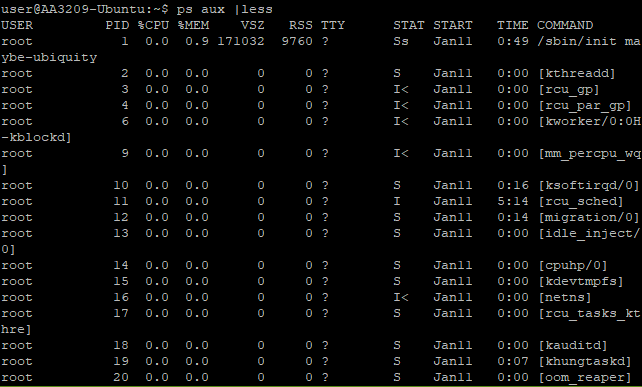 user@AA3209-Ubuntu:~$ ps aux |less
USER         PID %CPU %MEM    VSZ   RSS TTY      STAT START   TIME COMMAND
root           1  0.0  0.9 171032  9760 ?        Ss   Jan11   0:49 /sbin/init ma
ybe-ubiquity
root           2  0.0  0.0      0     0 ?        S    Jan11   0:00 [kthreadd]
root           3  0.0  0.0      0     0 ?        I<   Jan11   0:00 [rcu_gp]
root           4  0.0  0.0      0     0 ?        I<   Jan11   0:00 [rcu_par_gp]
root           6  0.0  0.0      0     0 ?        I<   Jan11   0:00 [kworker/0:0H
-kblockd]
root           9  0.0  0.0      0     0 ?        I<   Jan11   0:00 [mm_percpu_wq
]
root          10  0.0  0.0      0     0 ?        S    Jan11   0:16 [ksoftirqd/0]
root          11  0.0  0.0      0     0 ?        I    Jan11   5:14 [rcu_sched]
root          12  0.0  0.0      0     0 ?        S    Jan11   0:14 [migration/0]
root          13  0.0  0.0      0     0 ?        S    Jan11   0:00 [idle_inject/
0]
root          14  0.0  0.0      0     0 ?        S    Jan11   0:00 [cpuhp/0]
root          15  0.0  0.0      0     0 ?        S    Jan11   0:00 [kdevtmpfs]
root          16  0.0  0.0      0     0 ?        I<   Jan11   0:00 [netns]
root          17  0.0  0.0      0     0 ?        S    Jan11   0:00 [rcu_tasks_kt
hre]
root          18  0.0  0.0      0     0 ?        S    Jan11   0:00 [kauditd]
root          19  0.0  0.0      0     0 ?        S    Jan11   0:07 [khungtaskd]
root          20  0.0  0.0      0     0 ?        S    Jan11   0:00 [oom_reaper]